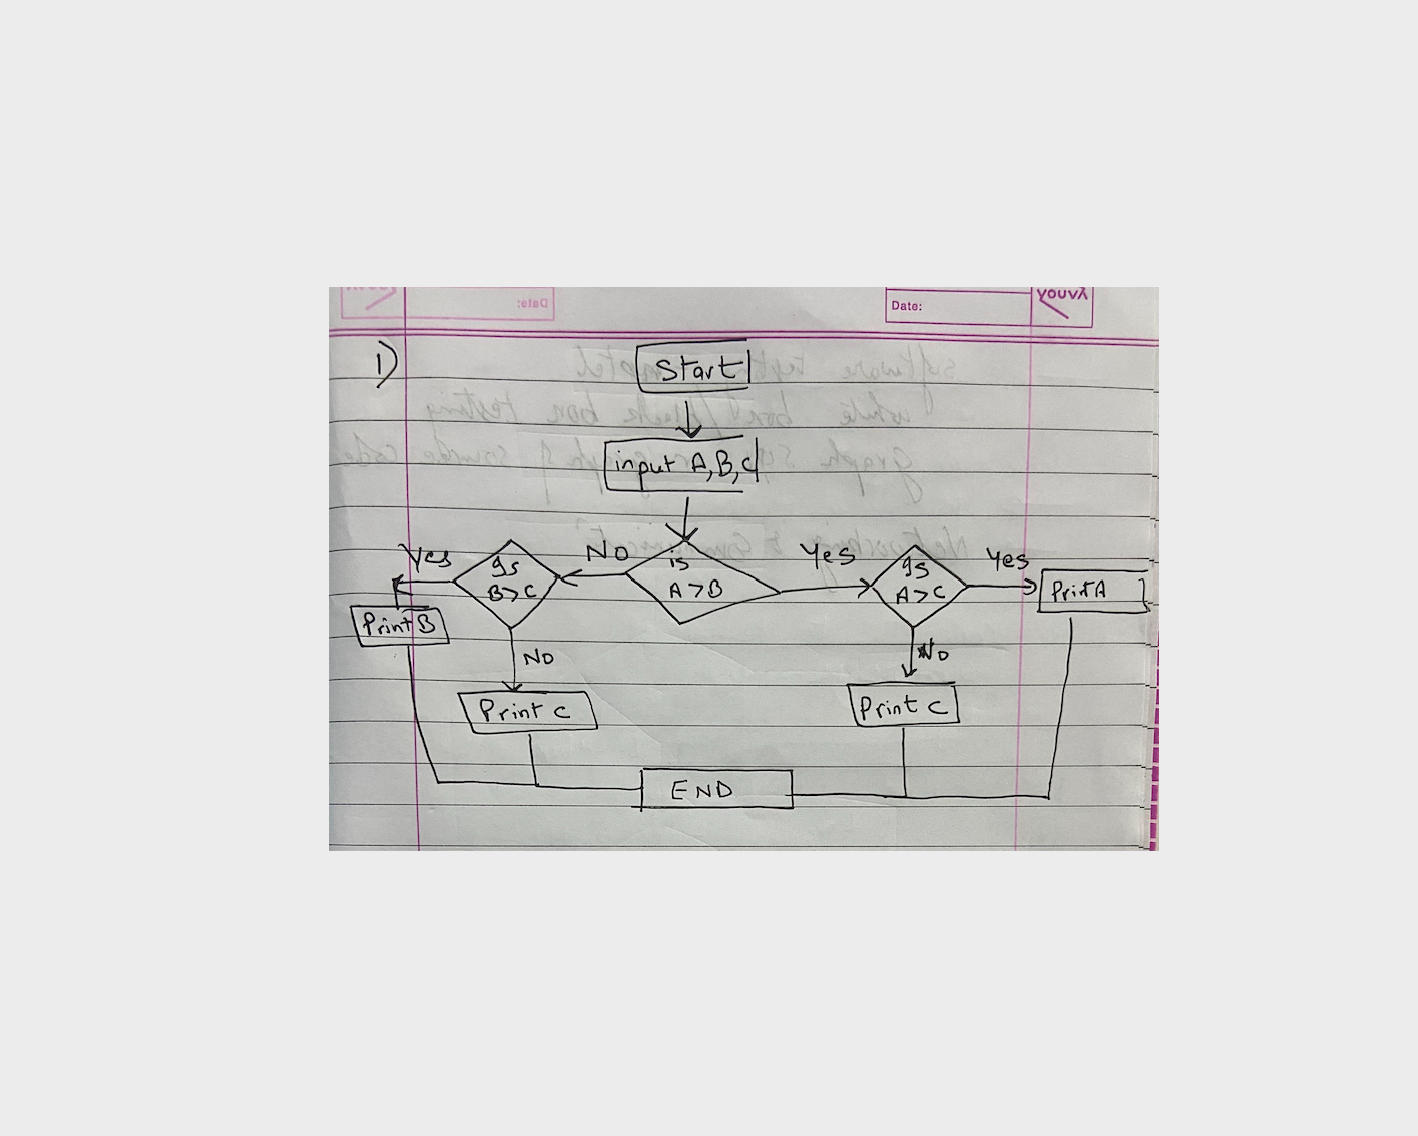 Date:
youva
1)
Start
input A,B,C
is
A>B
NO
Yes
Is
B>C
Yes
Print B
NO
Print C
Is
A>C
Yes
Print A
No
Print C
END